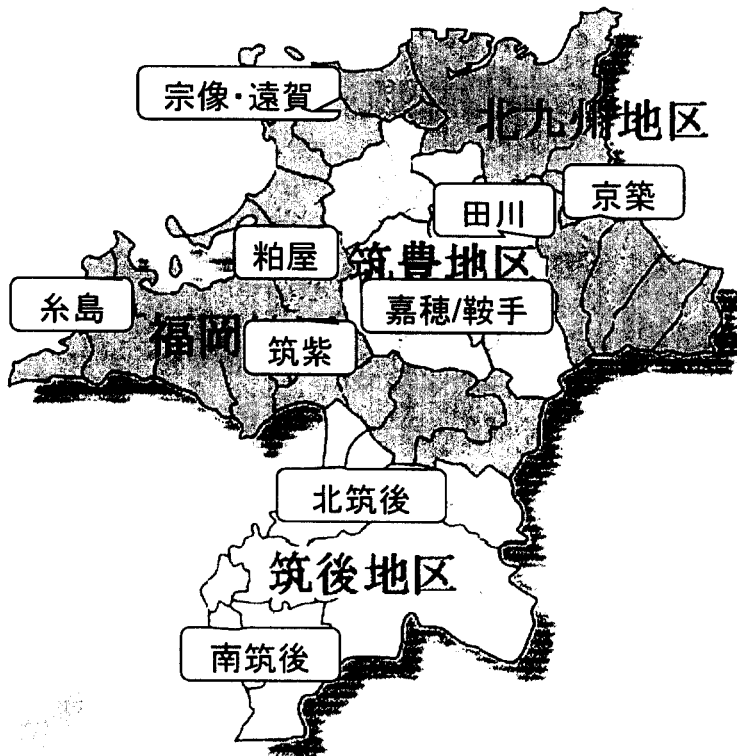 宗像・遠賀
北九州地区
京築
田川
粕屋
筑豊地区
糸島
嘉穂/鞍手
福岡
筑紫
北筑後
筑後地区
南筑後